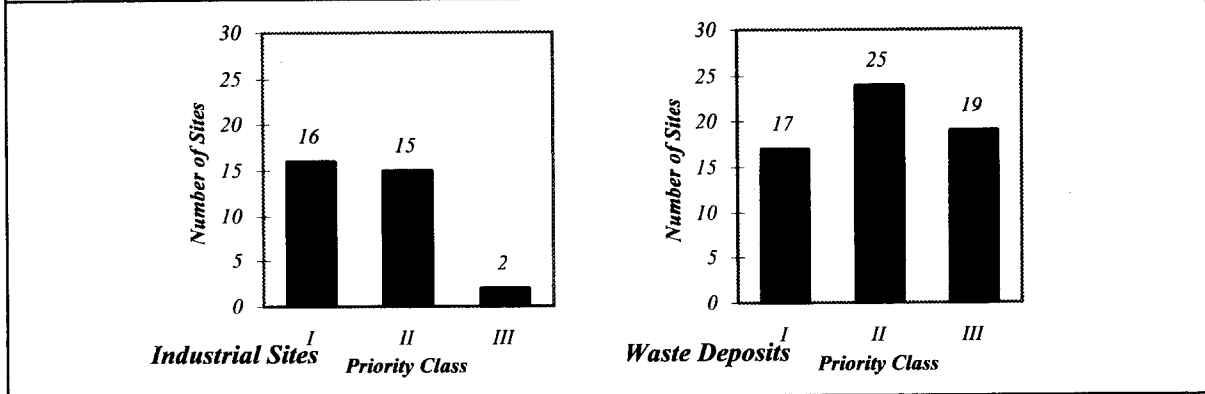 30
25
20
15
10
5
0
Number of Sites
16
15
2
I II III
Industrial Sites
Priority Class
30
25
20
15
10
5
0
Number of Sites
17
25
19
I II III
Waste Deposits
Priority Class